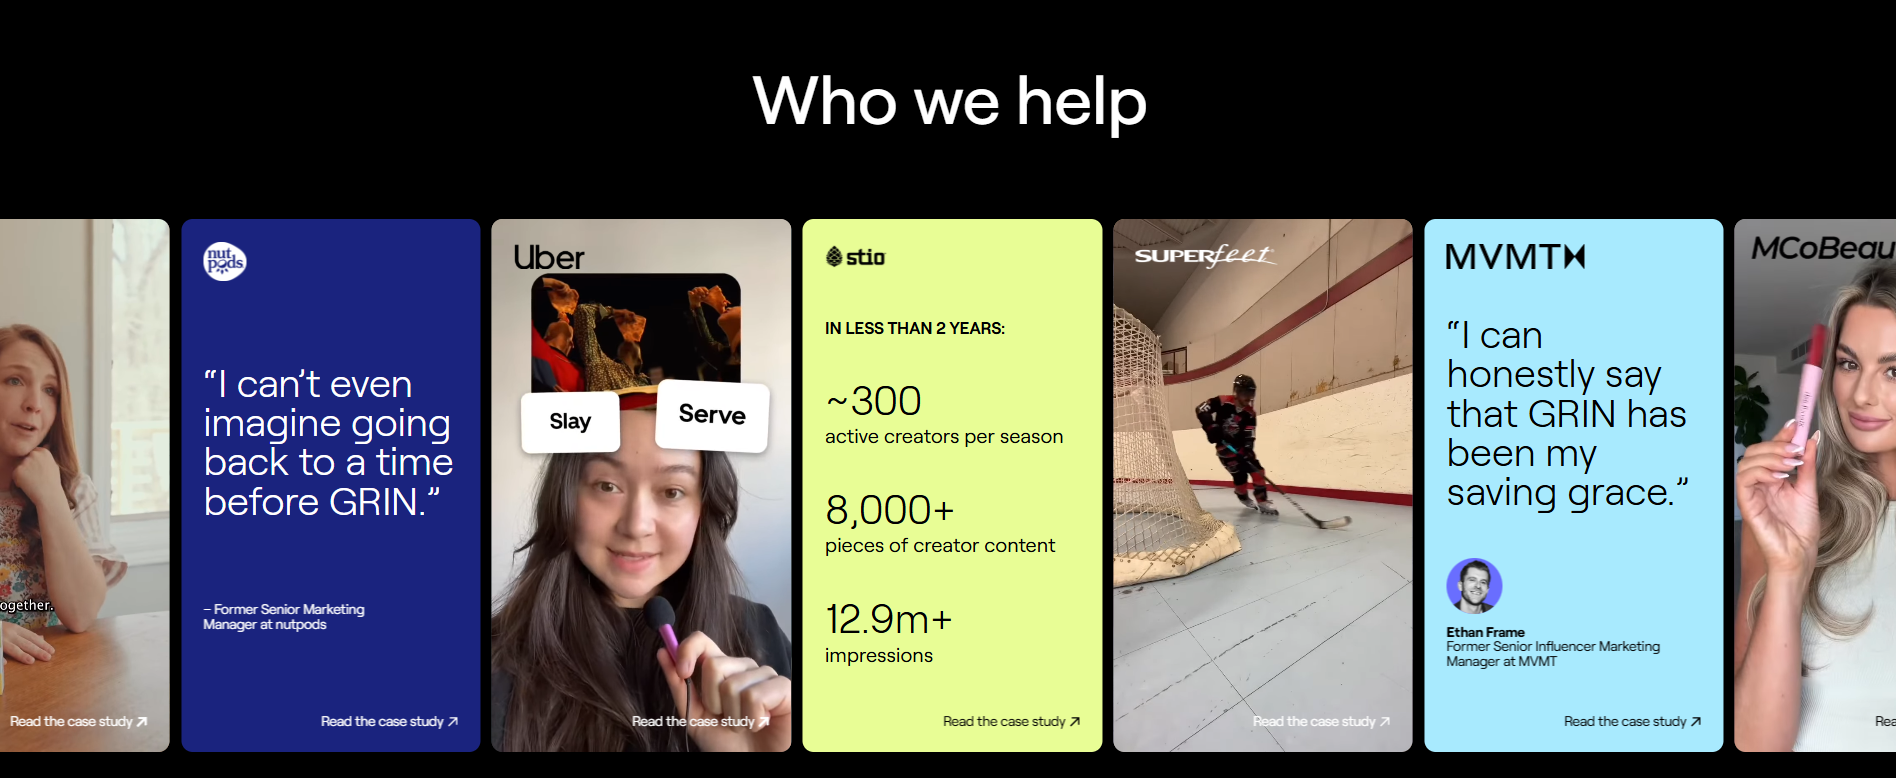 Who we help
ogether.
Read the case study
nut
pods
“I can’t even
imagine going
back to a time
before GRIN.”
– Former Senior Marketing
Manager at nutpods
Read the case study
Uber
Slay
Serve
Read the case study
stio
IN LESS THAN 2 YEARS:
~300
active creators per season
8,000+
pieces of creator content
12.9m+
impressions
Read the case study
SUPERfeet
Read the case study
MVMT
“I can
honestly say
that GRIN has
been my
saving grace.”
Ethan Frame
Former Senior Influencer Marketing
Manager at MVMT
Read the case study
MCoBeau
Rea